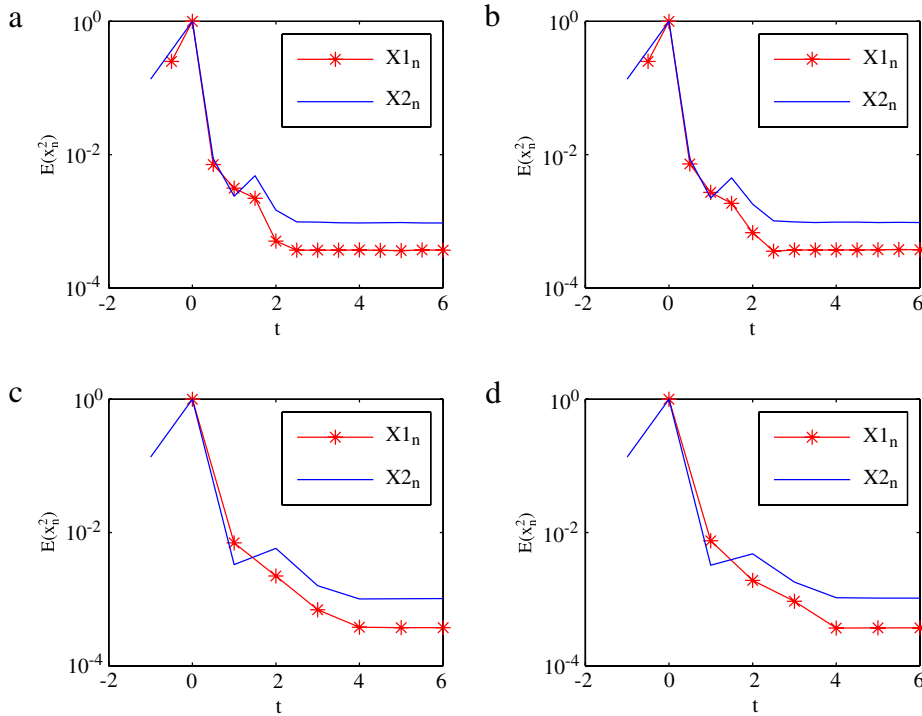 a
10^0
10^-2
10^-4
E(x_n^2)
X1_n
X2_n
-2 0 2 4 6
t
b
10^0
10^-2
10^-4
E(x_n^2)
X1_n
X2_n
-2 0 2 4 6
t
c
10^0
10^-2
10^-4
E(x_n^2)
X1_n
X2_n
-2 0 2 4 6
t
d
10^0
10^-2
10^-4
E(x_n^2)
X1_n
X2_n
-2 0 2 4 6
t